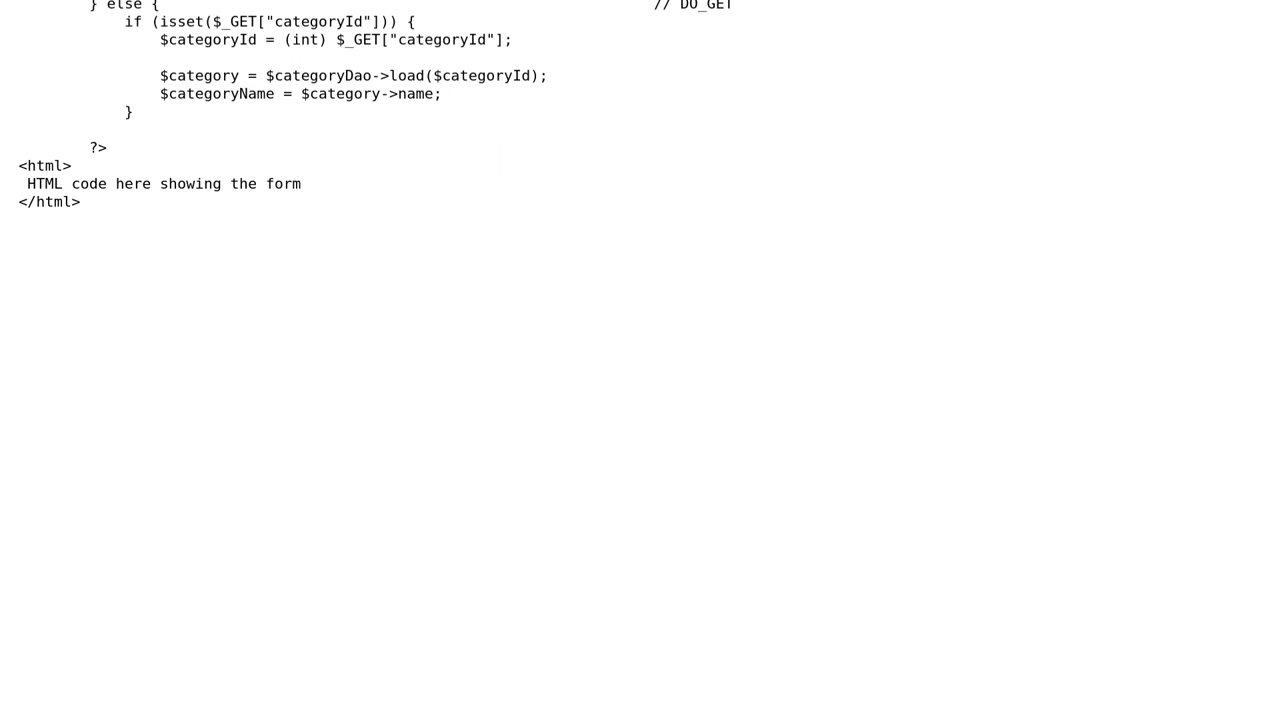 } else {                                                        // DO_GET
            if (isset($_GET["categoryId"])) {
                $categoryId = (int) $_GET["categoryId"];
                $category = $categoryDao->load($categoryId);
                $categoryName = $category->name;
            }
        ?>
<html>
 HTML code here showing the form
</html>